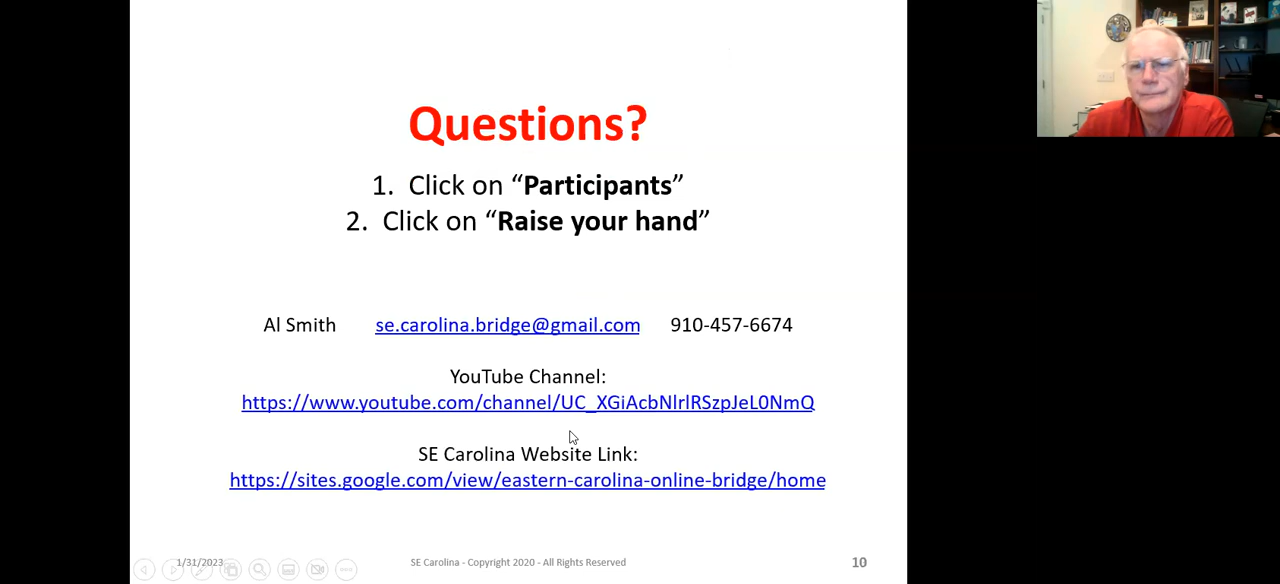 Questions?
1. Click on “Participants”
2. Click on “Raise your hand”
Al Smith se.carolina.bridge@gmail.com 910-457-6674
YouTube Channel:
https://www.youtube.com/channel/UC_XGiAcbNlrlRSzpJeL0NmQ
SE Carolina Website Link:
https://sites.google.com/view/eastern-carolina-online-bridge/home
1/31/2023 SE Carolina - Copyright 2020 - All Rights Reserved 10